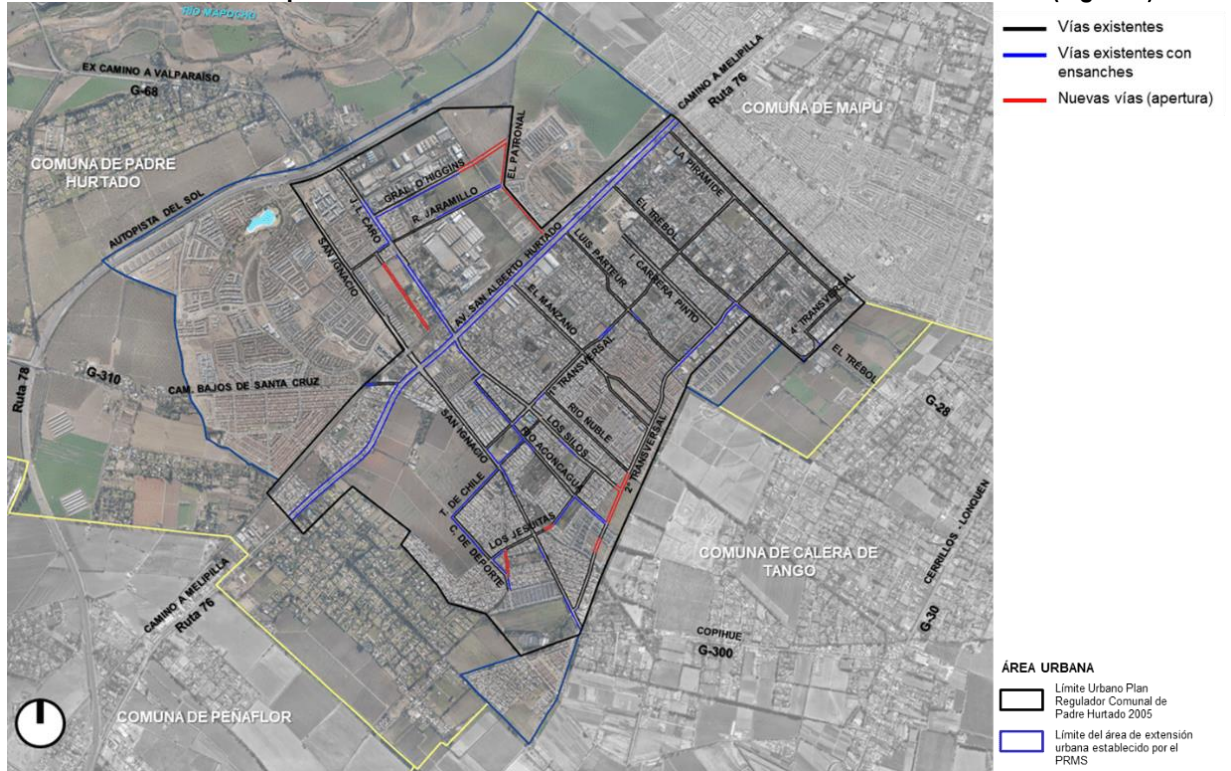 RÍO MAPOCHO
EX CAMINO A VALPARAÍSO
G-68
COMUNA DE PADRE
HURTADO
AUTOPISTA DEL SOL
CAMINO A MELIPILLA
Ruta 76
COMUNA DE MAIPÚ
GRAL. O'HIGGINS
EL PATRONAL
R. JARAMILLO
J. L. CARO
SAN IGNACIO
LA PIRAMIDE
EL TREBOL
AV. SAN ALBERTO HURTADO
LUIS PARTEUR
I. CARRERA PINTO
4° TRANSVERSAL
EL MANZANO
1° TRANSVERSAL
EL TRÉBOL
G-28
Ruta 78
G-310
CAM. BAJOS DE SANTA CRUZ
SAN IGNACIO
RIO ÑUBLE
LOS SILOS
RIO ACONCAGUA
2° TRANSVERSAL
T. DE CHILE
LOS JESUITAS
C. DE DEPORTE
CERRILLOS - LONQUÉN
COMUNA DE CALERA DE
TANGO
G-30
CAMINO A MELIPILLA
Ruta 76
COPIHUE
G-300
COMUNA DE PEÑAFLOR
Vías existentes
Vías existentes con
ensanches
Nuevas vías (apertura)
ÁREA URBANA
Límite Urbano Plan
Regulador Comunal de
Padre Hurtado 2005
Límite del área de extensión
urbana establecido por el
PRMS